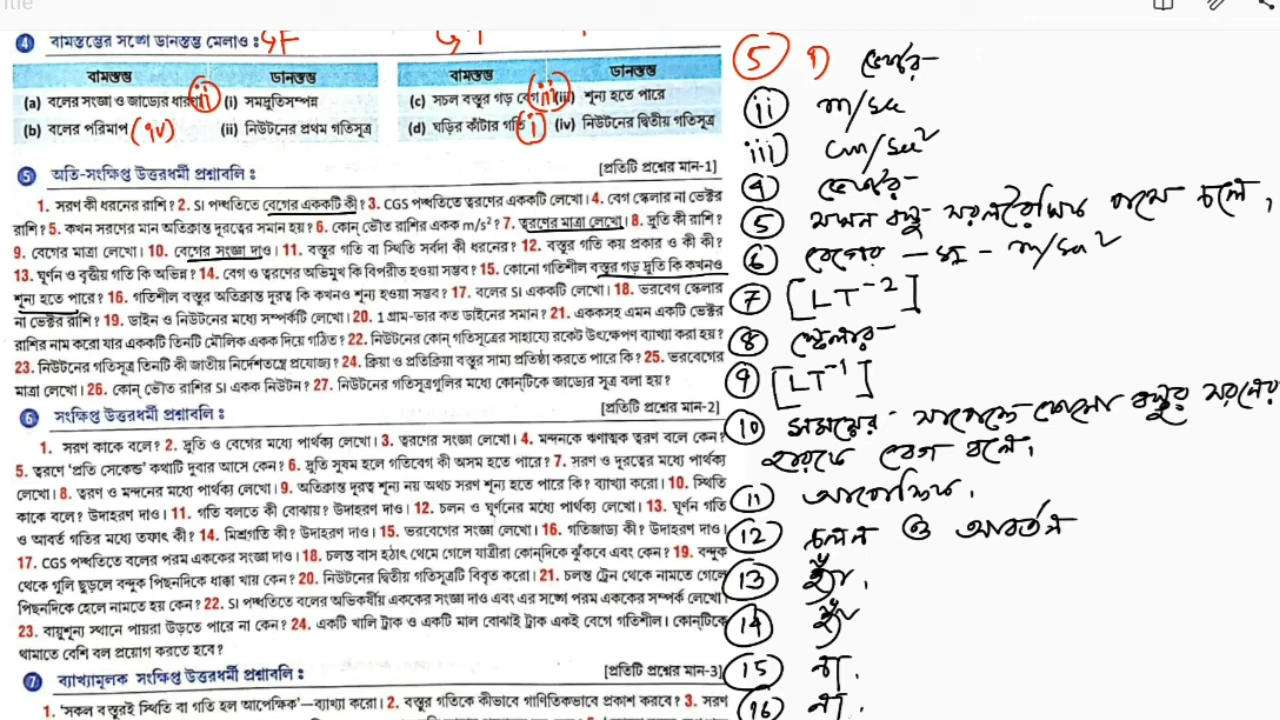 itle
4 বামস্তম্ভের সঙ্গে ডানস্তম্ভ মেলাও :
বামস্তম্ভ ডানস্তম্ভ বামস্তম্ভ ডানস্তম্ভ
(a) বলের সংজ্ঞা ও জাড্যের ধারণা ii (i) সমদ্রুতিসম্পন্ন (c) সচল বস্তুর গড় বেগ iii (iii) শূন্য হতে পারে
(b) বলের পরিমাপ (iv) (ii) নিউটনের প্রথম গতিসূত্র (d) ঘড়ির কাঁটার গতি i (iv) নিউটনের দ্বিতীয় গতিসূত্র
5 অতি-সংক্ষিপ্ত উত্তরধর্মী প্রশ্নাবলি : [প্রতিটি প্রশ্নের মান-1]
1. সরণ কী ধরনের রাশি? 2. SI পদ্ধতিতে বেগের এককটি কী? 3. CGS পদ্ধতিতে ত্বরণের এককটি লেখো। 4. বেগ স্কেলার না ভেক্টর
রাশি? 5. কখন সরণের মান অতিক্রান্ত দূরত্বের সমান হয়? 6. কোন্ ভৌত রাশির একক m/s²? 7. ত্বরণের মাত্রা লেখো। 8. দ্রুতি কী রাশি?
9. বেগের মাত্রা লেখো। 10. বেগের সংজ্ঞা দাও। 11. বস্তুর গতি বা স্থিতি সর্বদা কী ধরনের? 12. বস্তুর গতি কয় প্রকার ও কী কী?
13. ঘূর্ণন ও বৃত্তীয় গতি কি অভিন্ন? 14. বেগ ও ত্বরণের অভিমুখ কি বিপরীত হওয়া সম্ভব? 15. কোনো গতিশীল বস্তুর গড় দ্রুতি কি কখনও
শূন্য হতে পারে? 16. গতিশীল বস্তুর অতিক্রান্ত দূরত্ব কি কখনও শূন্য হওয়া সম্ভব? 17. বলের SI এককটি লেখো। 18. ভরবেগ স্কেলার
না ভেক্টর রাশি? 19. ডাইন ও নিউটনের মধ্যে সম্পর্কটি লেখো। 20. 1 গ্রাম-ভার কত ডাইনের সমান? 21. এককসহ এমন একটি ভেক্টর
রাশির নাম করো যার এককটি তিনটি মৌলিক একক দিয়ে গঠিত? 22. নিউটনের কোন্ গতিসূত্রের সাহায্যে রকেট উৎক্ষেপণ ব্যাখ্যা করা হয়?
23. নিউটনের গতিসূত্র তিনটি কী জাতীয় নির্দেশতন্ত্রে প্রযোজ্য? 24. ক্রিয়া ও প্রতিক্রিয়া বস্তুর সাম্য প্রতিষ্ঠা করতে পারে কি? 25. ভরবেগের
মাত্রা লেখো। 26. কোন্ ভৌত রাশির SI একক নিউটন? 27. নিউটনের গতিসূত্রগুলির মধ্যে কোন্‌টিকে জাড্যের সূত্র বলা হয়?
6 সংক্ষিপ্ত উত্তরধর্মী প্রশ্নাবলি : [প্রতিটি প্রশ্নের মান-2]
1. সরণ কাকে বলে? 2. দ্রুতি ও বেগের মধ্যে পার্থক্য লেখো। 3. ত্বরণের সংজ্ঞা লেখো। 4. মন্দনকে ঋণাত্মক ত্বরণ বলে কেন?
5. ত্বরণে 'প্রতি সেকেন্ড' কথাটি দুবার আসে কেন? 6. দ্রুতি সুষম হলে গতিবেগ কী অসম হতে পারে? 7. সরণ ও দূরত্বের মধ্যে পার্থক্য
লেখো। 8. ত্বরণ ও মন্দনের মধ্যে পার্থক্য লেখো। 9. অতিক্রান্ত দূরত্ব শূন্য নয় অথচ সরণ শূন্য হতে পারে কি? ব্যাখ্যা করো। 10. স্থিতি
কাকে বলে? উদাহরণ দাও। 11. গতি বলতে কী বোঝায়? উদাহরণ দাও। 12. চলন ও ঘূর্ণনের মধ্যে পার্থক্য লেখো। 13. ঘূর্ণন গতি
ও আবর্ত গতির মধ্যে তফাৎ কী? 14. মিশ্রগতি কী? উদাহরণ দাও। 15. ভরবেগের সংজ্ঞা লেখো। 16. গতিজাড্য কী? উদাহরণ দাও।
17. CGS পদ্ধতিতে বলের পরম এককের সংজ্ঞা দাও। 18. চলন্ত বাস হঠাৎ থেমে গেলে যাত্রীরা কোন্‌দিকে ঝুঁকবে এবং কেন? 19. বন্দুক
থেকে গুলি ছুড়লে বন্দুক পিছনদিকে ধাক্কা খায় কেন? 20. নিউটনের দ্বিতীয় গতিসূত্রটি বিবৃত করো। 21. চলন্ত ট্রেন থেকে নামতে গেলে
পিছনদিকে হেলে নামতে হয় কেন? 22. SI পদ্ধতিতে বলের অভিকর্ষীয় এককের সংজ্ঞা দাও এবং এর সঙ্গে পরম এককের সম্পর্ক লেখো।
23. বায়ুশূন্য স্থানে পায়রা উড়তে পারে না কেন? 24. একটি খালি ট্রাক ও একটি মাল বোঝাই ট্রাক একই বেগে গতিশীল। কোন্‌টিকে
থামাতে বেশি বল প্রয়োগ করতে হবে?
7 ব্যাখ্যামূলক সংক্ষিপ্ত উত্তরধর্মী প্রশ্নাবলি : [প্রতিটি প্রশ্নের মান-3]
1. 'সকল বস্তুরই স্থিতি বা গতি হল আপেক্ষিক'—ব্যাখ্যা করো। 2. বস্তুর গতিকে কীভাবে গাণিতিকভাবে প্রকাশ করবে? 3. সরণ
5 1) ভেক্টর
ii m/sec
iii) cm/sec²
4 ভেক্টর
5 যখন বস্তু সরলরৈখিক পথে চলে।
6 বেগের – m/sec²
7 [LT⁻²]
8 স্কেলার
9 [LT⁻¹]
10 সময়ের সাপেক্ষে কোনো বস্তুর সরণের
হারকে বেগ বলে।
11 আপেক্ষিক।
12 চলন ও আবর্তন
13 হ্যাঁ।
14 হ্যাঁ
15 না।
16 না।